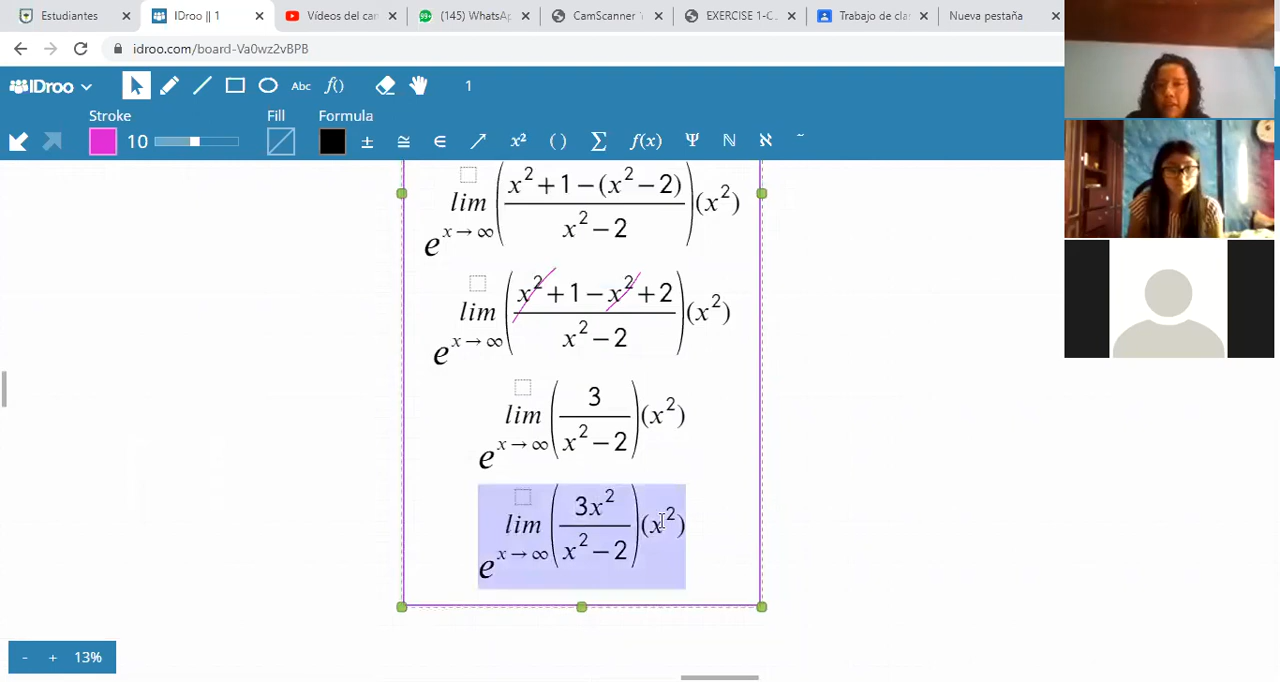 Estudiantes
IDroo || 1
Vídeos del car
(145) WhatsAp
CamScanner
EXERCISE 1-C
Trabajo de cla
Nueva pestaña
idroo.com/board-Va0wz2vBPB
IDroo
Abc
f()
1
Stroke
Fill
Formula
10
± ≅ ∈ ↗ x² ( ) ∑ f(x) Ψ ℕ ℵ ~
e^{lim x→∞ ((x²+1−(x²−2))/(x²−2))(x²)}
e^{lim x→∞ ((x²+1−x²+2)/(x²−2))(x²)}
e^{lim x→∞ (3/(x²−2))(x²)}
e^{lim x→∞ (3x²/(x²−2))(x²)}
- + 13%